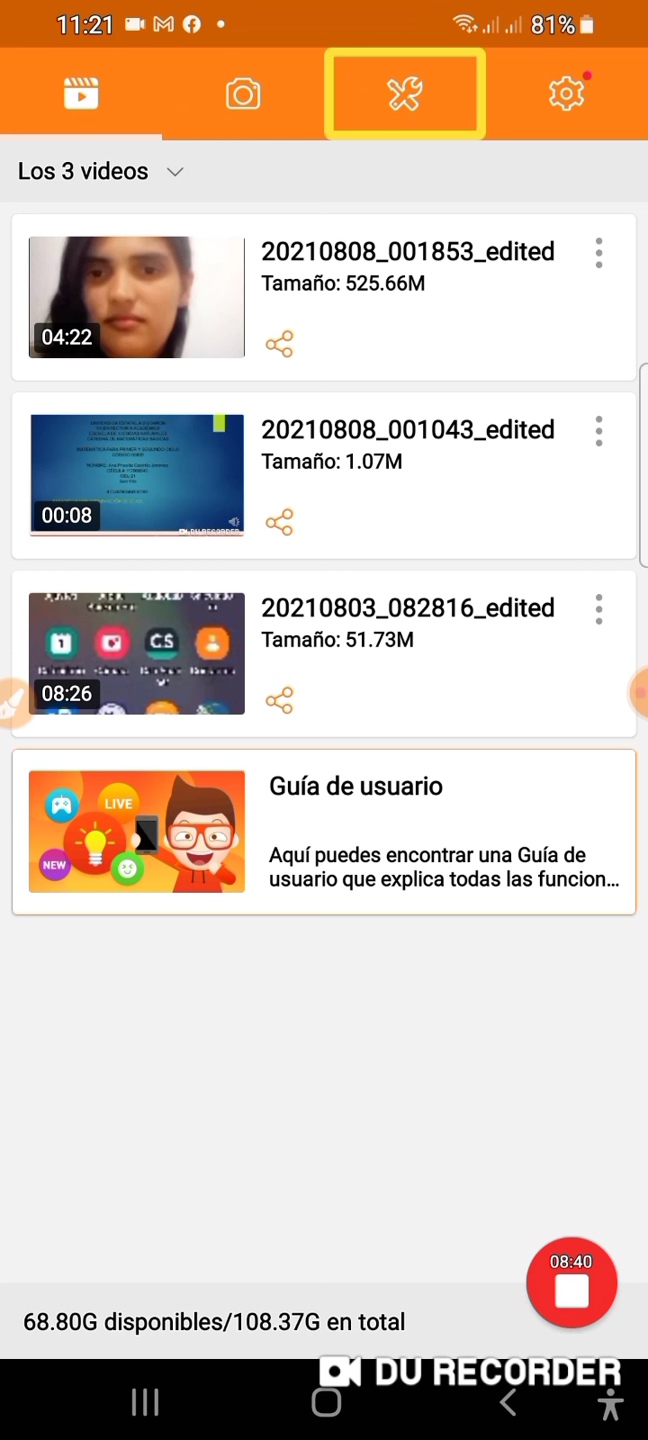 11:21
81%
Los 3 videos
20210808_001853_edited
Tamaño: 525.66M
04:22
20210808_001043_edited
Tamaño: 1.07M
00:08
20210803_082816_edited
Tamaño: 51.73M
CS
08:26
LIVE
NEW
Guía de usuario
Aquí puedes encontrar una Guía de
usuario que explica todas las funcion...
08:40
68.80G disponibles/108.37G en total
DU RECORDER